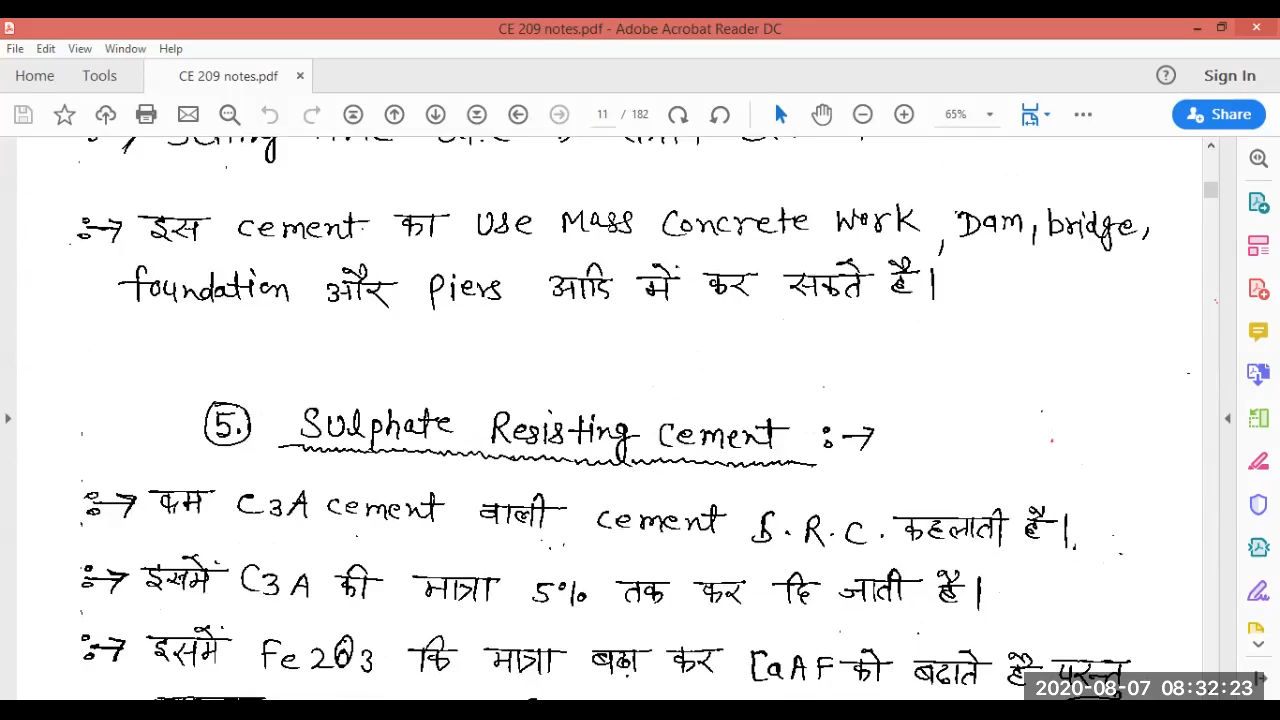 CE 209 notes.pdf - Adobe Acrobat Reader DC
File Edit View Window Help
Home Tools CE 209 notes.pdf × Sign In
11 / 182 65% Share
इस cement का Use Mass Concrete Work, Dam, bridge,
foundation और Piers आदि में कर सकते है।
5. Sulphate Resisting Cement :→
:→ कम C3A cement वाली cement S.R.C. कहलाती है।
:→ इसमें C3A की मात्रा 5% तक कर दि जाती है।
:→ इसमें Fe2O3 कि मात्रा बढ़ा कर C4AF को बढाते है परन्तु
2020-08-07 08:32:23